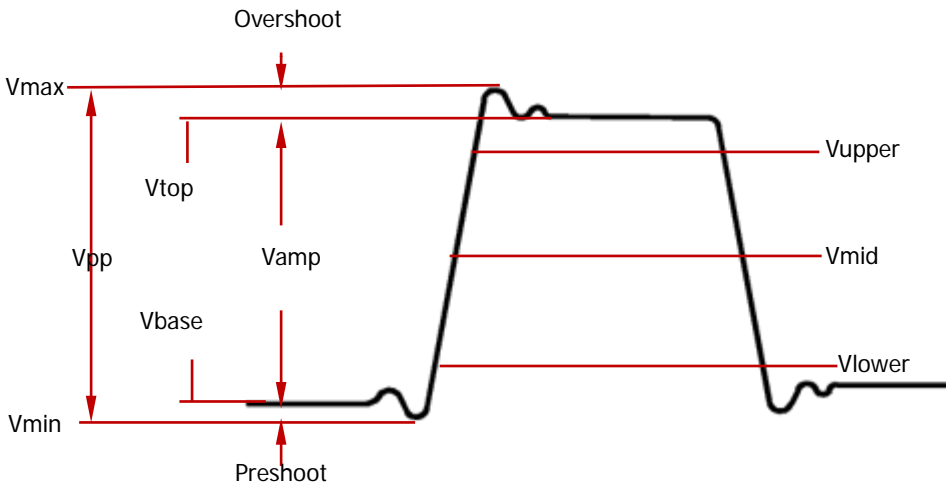 Overshoot
Vmax
Vupper
Vtop
Vpp
Vamp
Vmid
Vbase
Vlower
Vmin
Preshoot